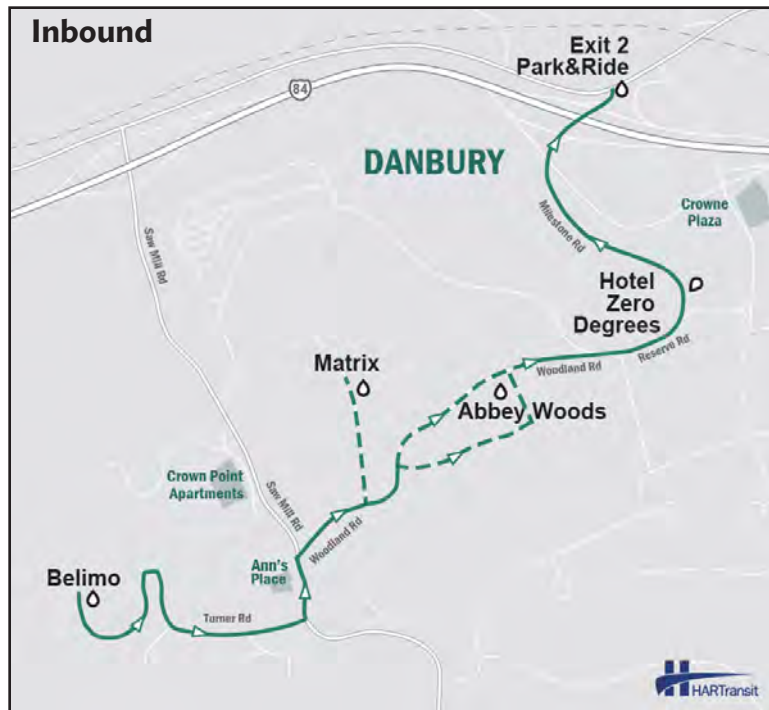 Inbound
Exit 2
Park&Ride
84
DANBURY
Crowne
Plaza
Saw Mill Rd
Milestone Rd
Hotel
Zero
Degrees
Reserve Rd
Woodland Rd
Matrix
Abbey Woods
Crown Point
Apartments
Saw Mill Rd
Woodland Rd
Ann's
Place
Belimo
Turner Rd
HARTransit